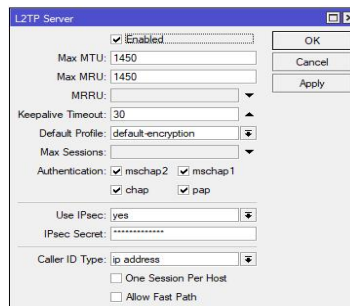 L2TP Server
Enabled
OK
Max MTU: 1450
Cancel
Max MRU: 1450
Apply
MRRU:
Keepalive Timeout: 30
Default Profile: default-encryption
Max Sessions:
Authentication: mschap2 mschap1
chap pap
Use IPsec: yes
IPsec Secret: *************
Caller ID Type: ip address
One Session Per Host
Allow Fast Path